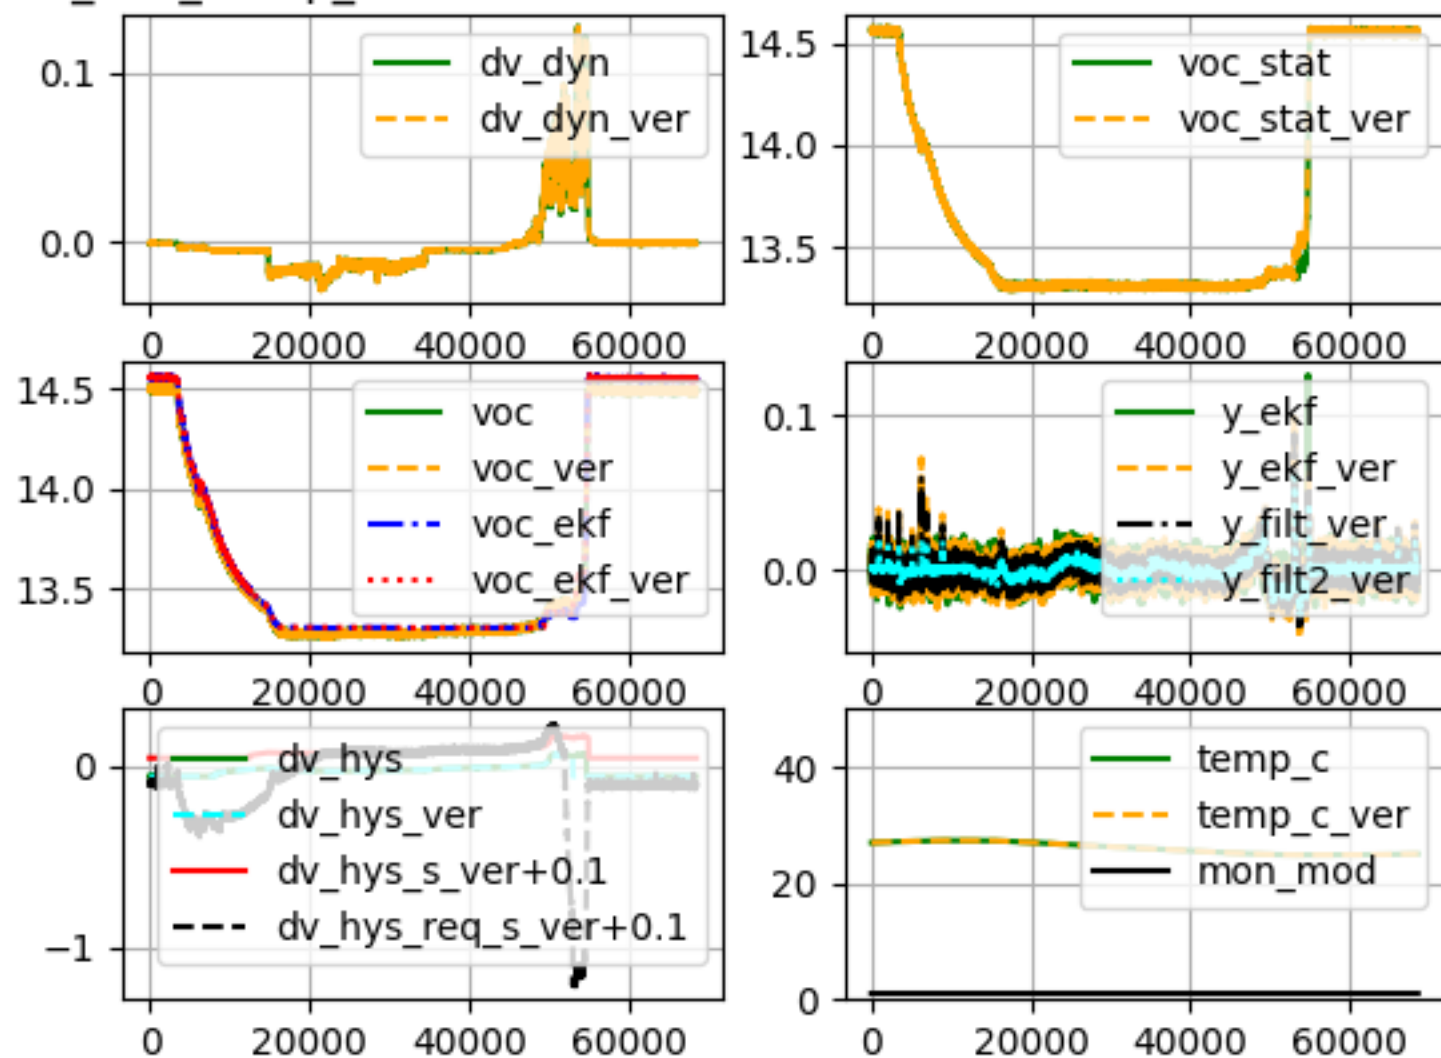 0.1
dv_dyn
dv_dyn_ver
0.0
0 20000 40000 60000
14.5
voc_stat
voc_stat_ver
14.0
13.5
0 20000 40000 60000
14.5
voc
voc_ver
14.0
voc_ekf
13.5
voc_ekf_ver
0 20000 40000 60000
0.1
y_ekf
y_ekf_ver
y_filt_ver
0.0
y_filt2_ver
0 20000 40000 60000
0
dv_hys
dv_hys_ver
dv_hys_s_ver+0.1
dv_hys_req_s_ver+0.1
−1
0 20000 40000 60000
40
temp_c
temp_c_ver
mon_mod
20
0
0 20000 40000 60000